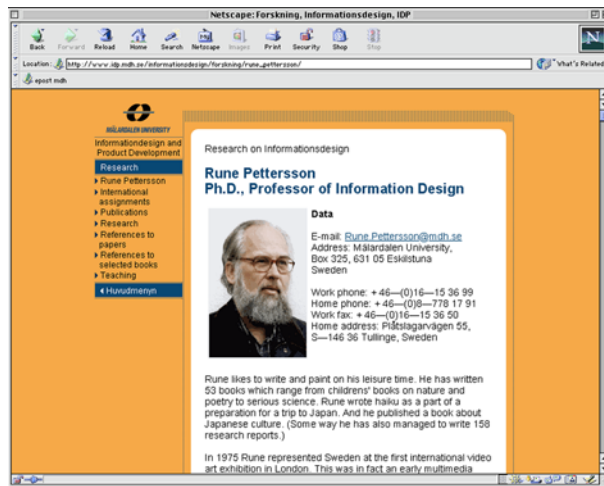 Netscape: Forskning, Informationsdesign, IDP
Back Forward Reload Home Search Netscape Images Print Security Shop Stop
N
Location: http://www.idp.mdh.se/informationsdesign/forskning/rune_pettersson/
What's Related
epost mdh
MÄLARDALEN UNIVERSITY
Informationdesign and
Product Development
Research
Rune Pettersson
International
assignments
Publications
Research
References to
papers
References to
selected books
Teaching
Huvudmenyn
Research on Informationsdesign
Rune Pettersson
Ph.D., Professor of Information Design
Data
E-mail: Rune.Pettersson@mdh.se
Address: Mälardalen University,
Box 325, 631 05 Eskilstuna
Sweden
Work phone: + 46—(0)16—15 36 99
Home phone: + 46—(0)8—778 17 91
Work fax: + 46—(0)16—15 36 50
Home address: Plåtslagarvägen 55,
S—146 36 Tullinge, Sweden
Rune likes to write and paint on his leisure time. He has written
53 books which range from childrens' books on nature and
poetry to serious science. Rune wrote haiku as a part of a
preparation for a trip to Japan. And he published a book about
Japanese culture. (Some way he has also managed to write 158
research reports.)
In 1975 Rune represented Sweden at the first international video
art exhibition in London. This was in fact an early multimedia